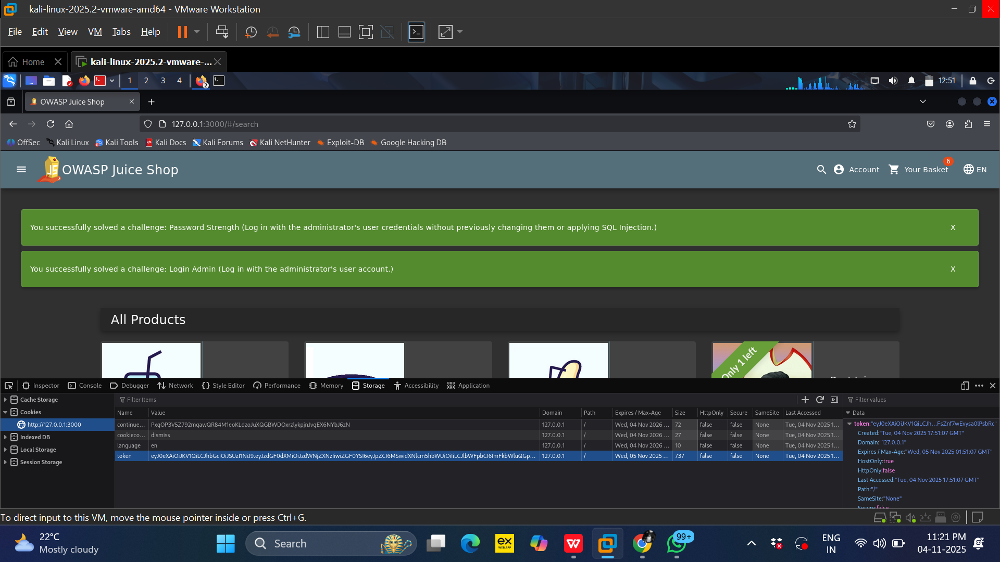 kali-linux-2025.2-vmware-amd64 - VMware Workstation
File Edit View VM Tabs Help
Home
kali-linux-2025.2-vmware-...
1 2 3 4 2 12:51
OWASP Juice Shop
127.0.0.1:3000/#/search
OffSec Kali Linux Kali Tools Kali Docs Kali Forums Kali NetHunter Exploit-DB Google Hacking DB
OWASP Juice Shop Account Your Basket 6 EN
You successfully solved a challenge: Password Strength (Log in with the administrator's user credentials without previously changing them or applying SQL Injection.) X
You successfully solved a challenge: Login Admin (Log in with the administrator's user account.) X
All Products
Only 1 left
Inspector Console Debugger Network Style Editor Performance Memory Storage Accessibility Application
Cache Storage
Cookies
http://127.0.0.1:3000
Indexed DB
Local Storage
Session Storage
Filter Items
Name Value Domain Path Expires / Max-Age Size HttpOnly Secure SameSite Last Accessed
continue... PxqOP3V5Z792mqawQR84M1eoKLdzoJuXQGBWDOxrzlykpjnJvgEX6NYbJ6zN 127.0.0.1 / Wed, 04 Nov 2026 ... 72 false false None Tue, 04 Nov 2025 1...
cookieco... dismiss 127.0.0.1 / Wed, 04 Nov 2026 ... 27 false false None Tue, 04 Nov 2025 1...
language en 127.0.0.1 / Wed, 04 Nov 2026 ... 10 false false None Tue, 04 Nov 2025 1...
token eyJ0eXAiOiJKV1QiLCJhbGciOiJSUzI1NiJ9.eyJzdGF0dXMiOiJzdWNjZXNzIiwiZGF0YSI6eyJpZCI6MSwidXNlcm5hbWUiOiIiLCJlbWFpbCI6ImFkbWluQGp... 127.0.0.1 / Wed, 05 Nov 2025 ... 737 false false None Tue, 04 Nov 2025 1...
Filter values
Data
token:"eyJ0eXAiOiJKV1QiLCJh...FsZnf7wEvysa0lPsbRc"
Created:"Tue, 04 Nov 2025 17:51:07 GMT"
Domain:"127.0.0.1"
Expires / Max-Age:"Wed, 05 Nov 2025 01:51:07 GMT"
HostOnly:true
HttpOnly:false
Last Accessed:"Tue, 04 Nov 2025 17:51:07 GMT"
Path:"/"
SameSite:"None"
Secure:false
To direct input to this VM, move the mouse pointer inside or press Ctrl+G.
22°C
Mostly cloudy
Search
ex
WEB APP
99+
ENG
IN
11:21 PM
04-11-2025